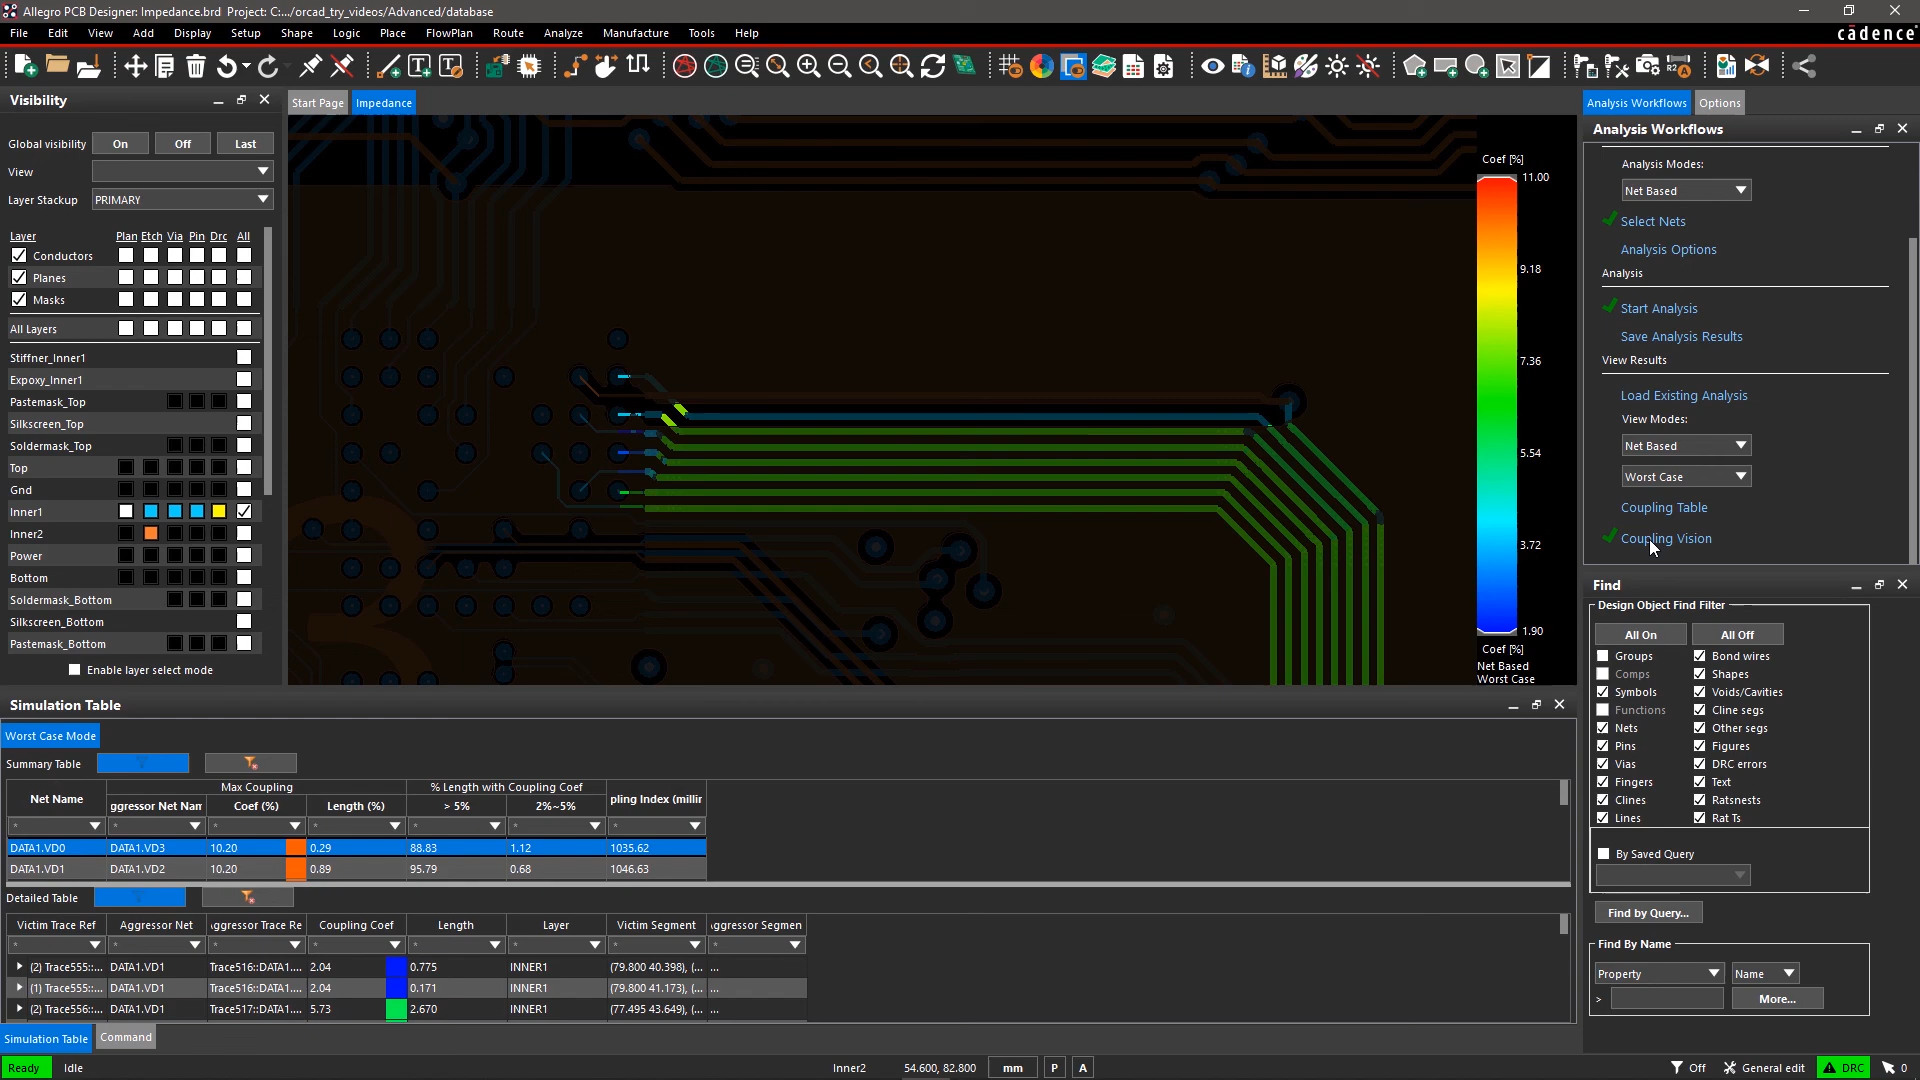 Allegro PCB Designer: Impedance.brd  Project: C:.../orcad_try_videos/Advanced/database
File Edit View Add Display Setup Shape Logic Place FlowPlan Route Analyze Manufacture Tools Help
cādence
Visibility
Global visibility On Off Last
View
Layer Stackup PRIMARY
Layer Plan Etch Via Pin Drc All
Conductors
Planes
Masks
All Layers
Stiffner_Inner1
Expoxy_Inner1
Pastemask_Top
Silkscreen_Top
Soldermask_Top
Top
Gnd
Inner1
Inner2
Power
Bottom
Soldermask_Bottom
Silkscreen_Bottom
Pastemask_Bottom
Enable layer select mode
Start Page Impedance
Coef [%]
11.00
9.18
7.36
5.54
3.72
1.90
Coef [%]
Net Based
Worst Case
Analysis Workflows Options
Analysis Workflows
Analysis Modes:
Net Based
Select Nets
Analysis Options
Analysis
Start Analysis
Save Analysis Results
View Results
Load Existing Analysis
View Modes:
Net Based
Worst Case
Coupling Table
Coupling Vision
Find
Design Object Find Filter
All On All Off
Groups Bond wires
Comps Shapes
Symbols Voids/Cavities
Functions Cline segs
Nets Other segs
Pins Figures
Vias DRC errors
Fingers Text
Clines Ratsnests
Lines Rat Ts
By Saved Query
Find by Query...
Find By Name
Property Name
> More...
Simulation Table
Worst Case Mode
Summary Table
Max Coupling % Length with Coupling Coef
Net Name ggressor Net Nam Coef (%) Length (%) > 5% 2%~5% pling Index (millir
* * * * * * *
DATA1.VD0 DATA1.VD3 10.20 0.29 88.83 1.12 1035.62
DATA1.VD1 DATA1.VD2 10.20 0.89 95.79 0.68 1046.63
Detailed Table
Victim Trace Ref Aggressor Net ggressor Trace Re Coupling Coef Length Layer Victim Segment ggressor Segmen
* * * * * * * *
(2) Trace555::... DATA1.VD1 Trace516::DATA1.... 2.04 0.775 INNER1 (79.800 40.398), (... ...
(1) Trace555::... DATA1.VD1 Trace516::DATA1.... 2.04 0.171 INNER1 (79.800 41.173), (... ...
(2) Trace556::... DATA1.VD1 Trace517::DATA1.... 5.73 2.670 INNER1 (77.495 43.649), (... ...
Simulation Table Command
Ready Idle Inner2 54.600, 82.800 mm P A Off General edit DRC 0